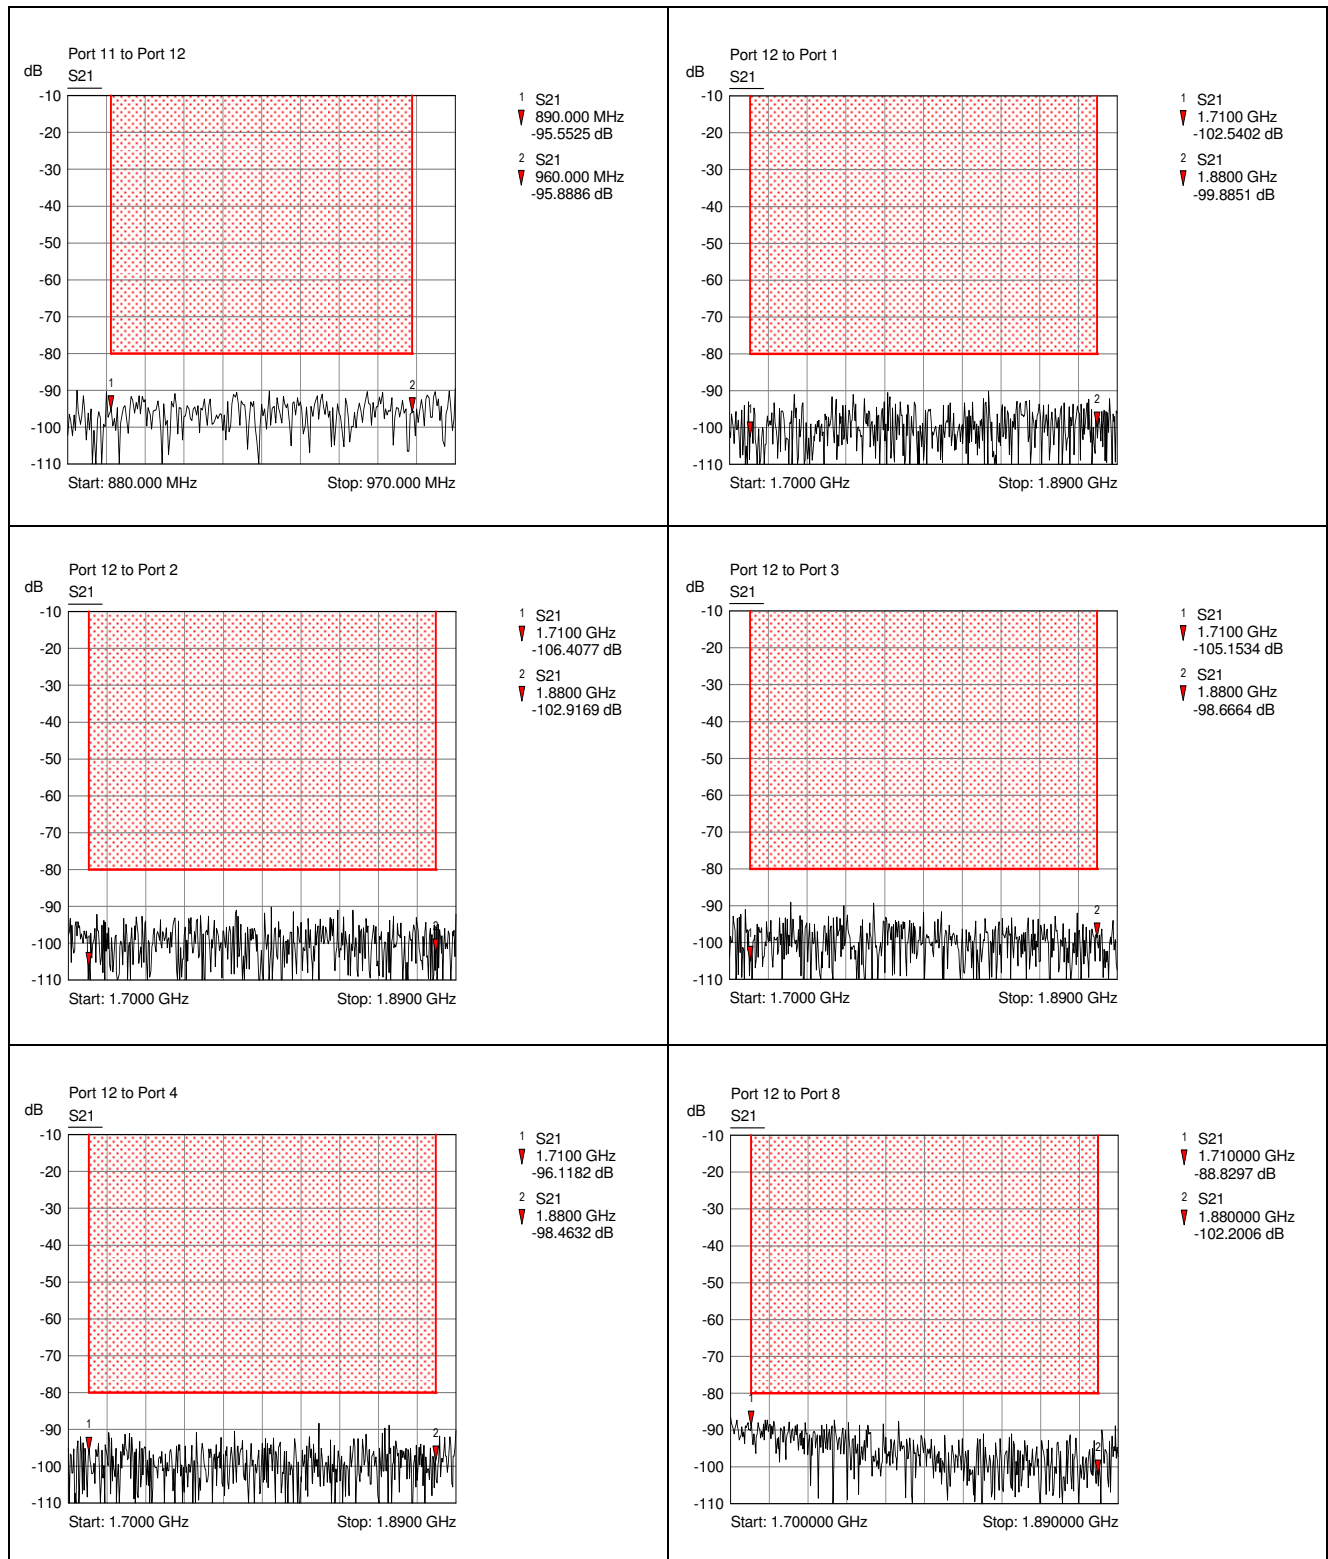 Port 11 to Port 12
dB
S21
-10
-20
-30
-40
-50
-60
-70
-80
-90
-100
-110
1
2
Start: 880.000 MHz
Stop: 970.000 MHz
1 S21
890.000 MHz
-95.5525 dB
2 S21
960.000 MHz
-95.8886 dB
Port 12 to Port 1
dB
S21
-10
-20
-30
-40
-50
-60
-70
-80
-90
-100
-110
2
Start: 1.7000 GHz
Stop: 1.8900 GHz
1 S21
1.7100 GHz
-102.5402 dB
2 S21
1.8800 GHz
-99.8851 dB
Port 12 to Port 2
dB
S21
-10
-20
-30
-40
-50
-60
-70
-80
-90
-100
-110
2
Start: 1.7000 GHz
Stop: 1.8900 GHz
1 S21
1.7100 GHz
-106.4077 dB
2 S21
1.8800 GHz
-102.9169 dB
Port 12 to Port 3
dB
S21
-10
-20
-30
-40
-50
-60
-70
-80
-90
-100
-110
2
Start: 1.7000 GHz
Stop: 1.8900 GHz
1 S21
1.7100 GHz
-105.1534 dB
2 S21
1.8800 GHz
-98.6664 dB
Port 12 to Port 4
dB
S21
-10
-20
-30
-40
-50
-60
-70
-80
-90
-100
-110
1
2
Start: 1.7000 GHz
Stop: 1.8900 GHz
1 S21
1.7100 GHz
-96.1182 dB
2 S21
1.8800 GHz
-98.4632 dB
Port 12 to Port 8
dB
S21
-10
-20
-30
-40
-50
-60
-70
-80
-90
-100
-110
1
2
Start: 1.700000 GHz
Stop: 1.890000 GHz
1 S21
1.710000 GHz
-88.8297 dB
2 S21
1.880000 GHz
-102.2006 dB